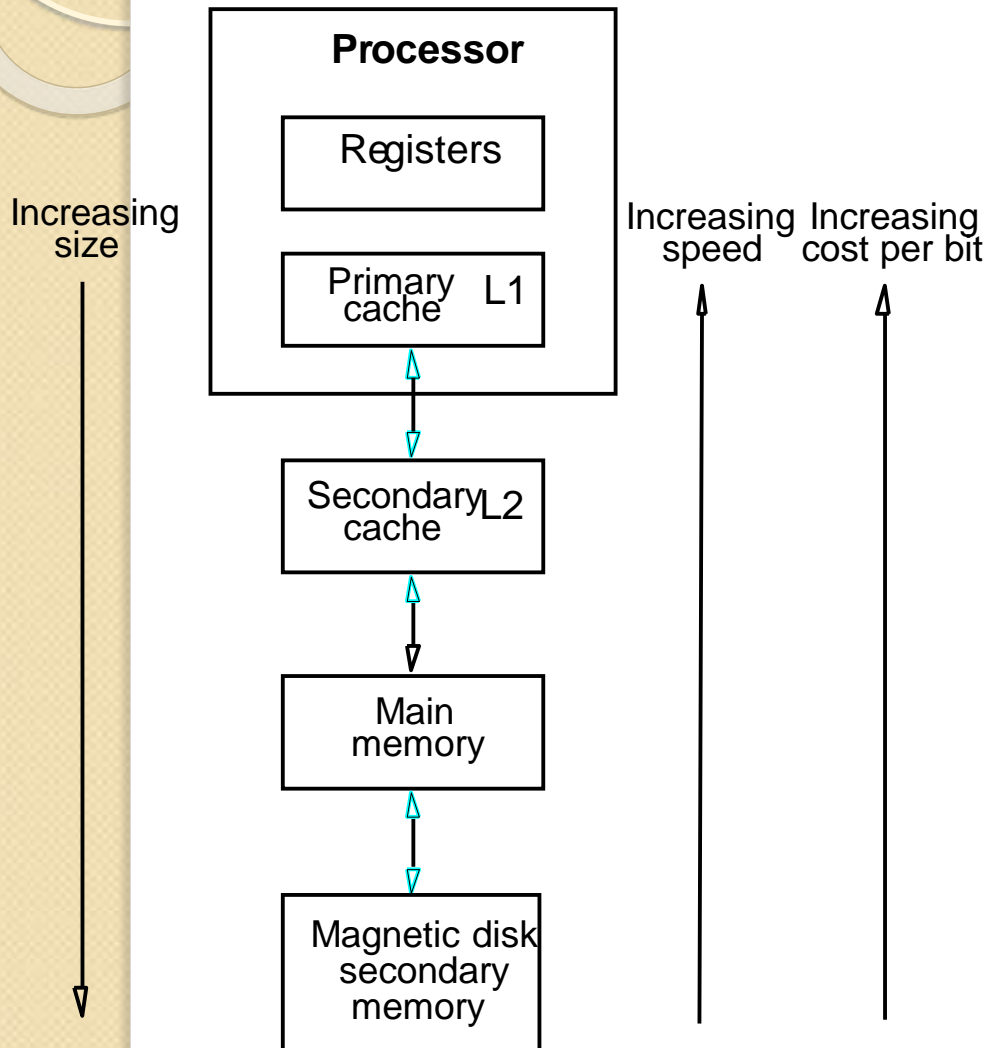 Processor
Registers
Increasing
size
Increasing
speed
Increasing
cost per bit
Primary
cache
L1
Secondary
cache
L2
Main
memory
Magnetic disk
secondary
memory